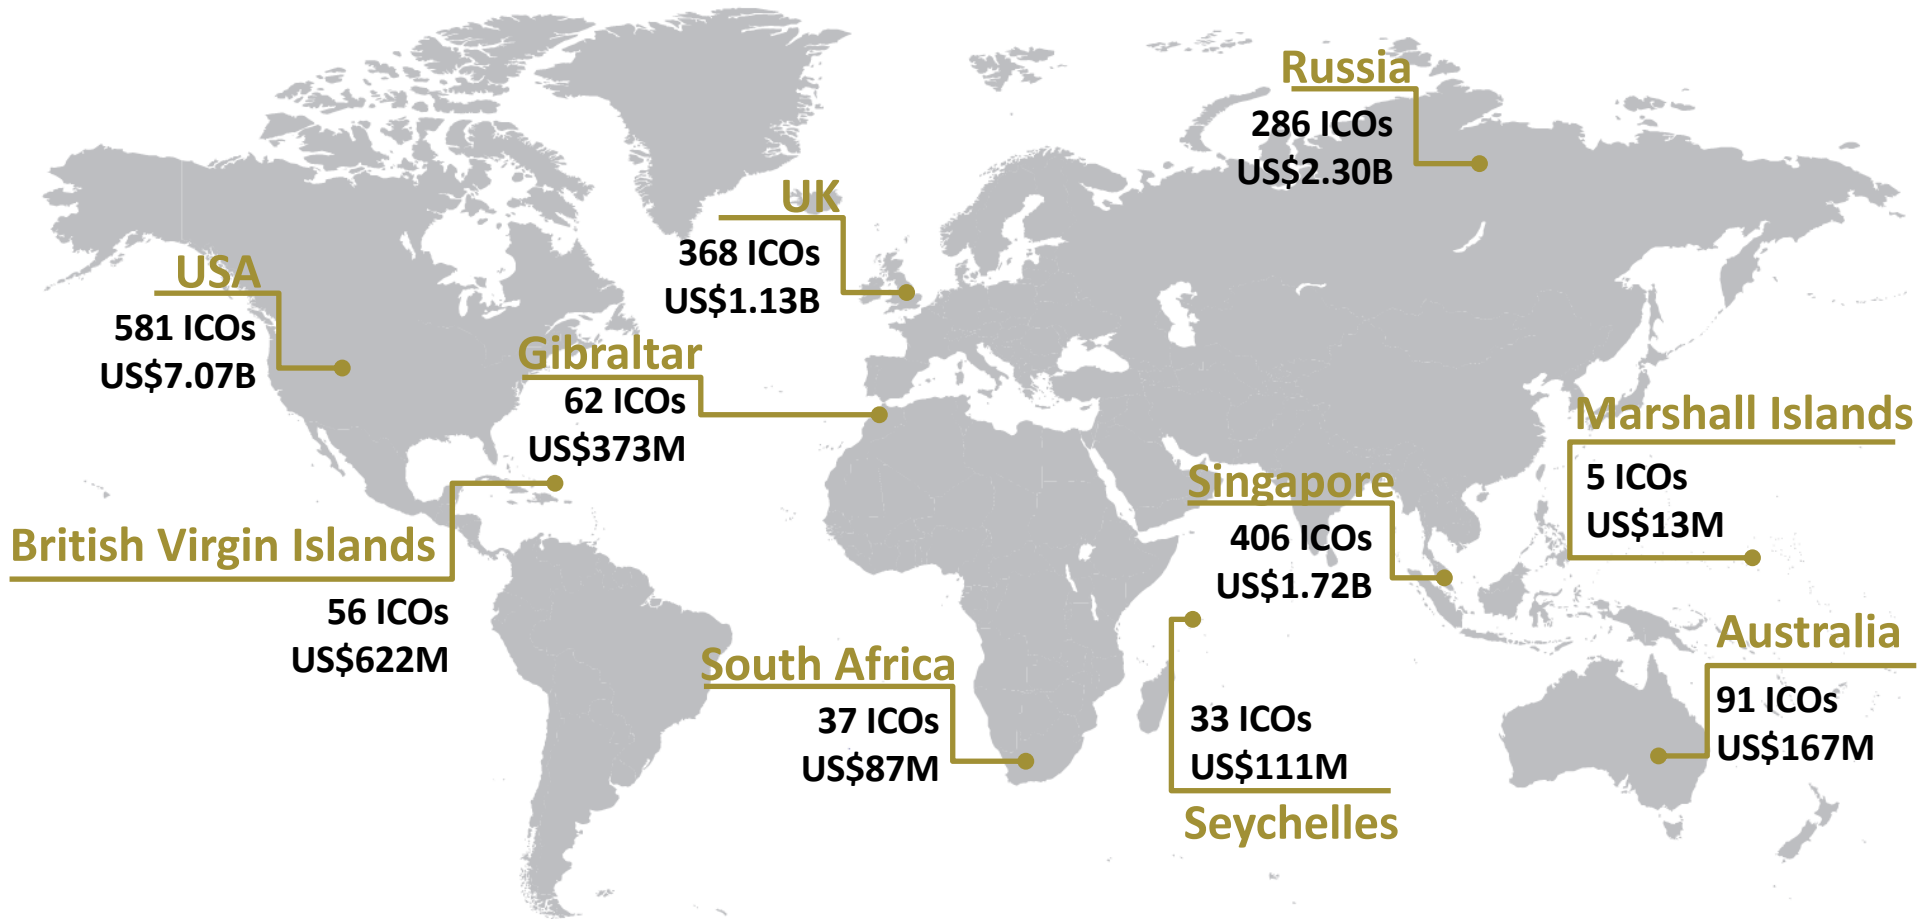 Russia
286 ICOs
US$2.30B
UK
368 ICOs
US$1.13B
USA
581 ICOs
US$7.07B
Gibraltar
62 ICOs
US$373M
Marshall Islands
5 ICOs
US$13M
Singapore
406 ICOs
US$1.72B
British Virgin Islands
56 ICOs
US$622M
South Africa
37 ICOs
US$87M
33 ICOs
US$111M
Seychelles
Australia
91 ICOs
US$167M